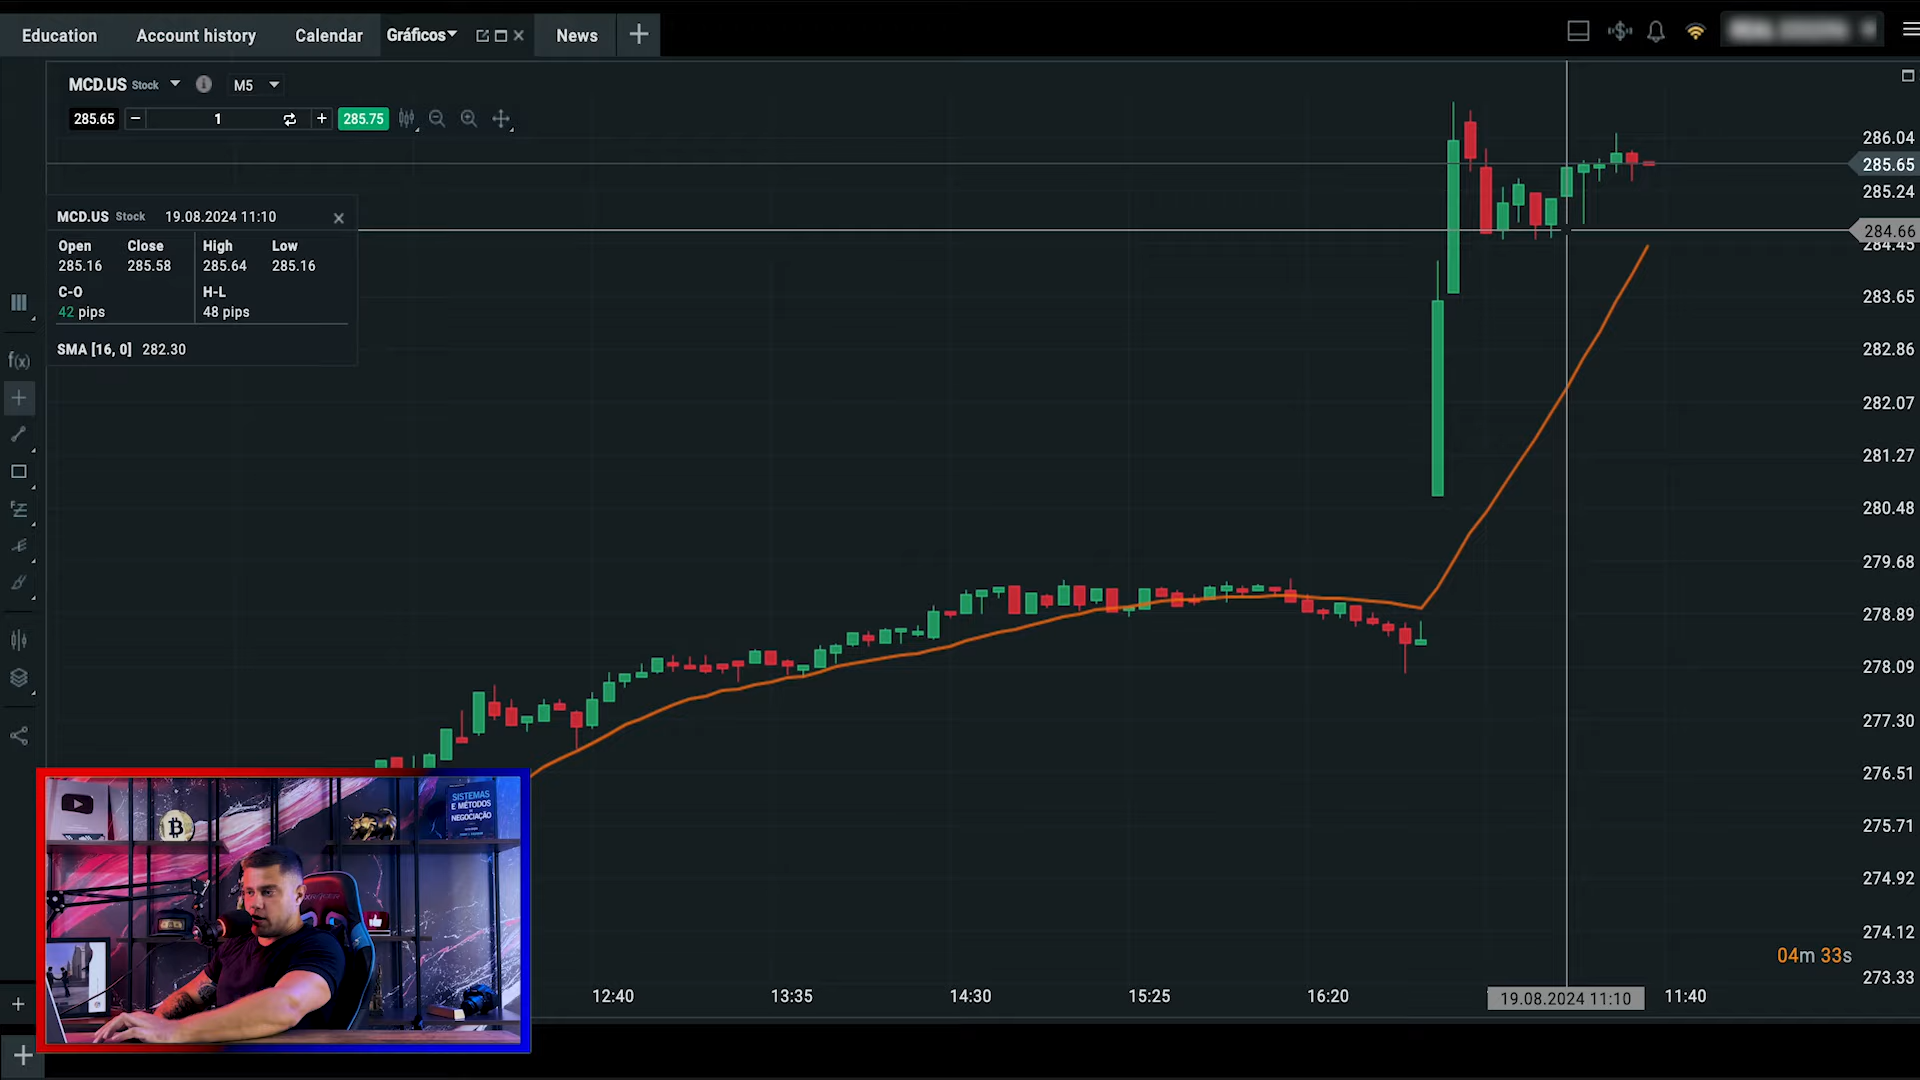 Education Account history Calendar Gráficos News
MCD.US Stock M5
285.65 1 285.75
MCD.US Stock 19.08.2024 11:10
Open Close High Low
285.16 285.58 285.64 285.16
C-O H-L
42 pips 48 pips
SMA [16, 0] 282.30
f(x)
286.04
285.65
285.24
284.66
284.45
283.65
282.86
282.07
281.27
280.48
279.68
278.89
278.09
277.30
276.51
275.71
274.92
274.12
273.33
04m 33s
12:40 13:35 14:30 15:25 16:20 19.08.2024 11:10 11:40
SISTEMAS
E MÉTODOS
DE
NEGOCIAÇÃO